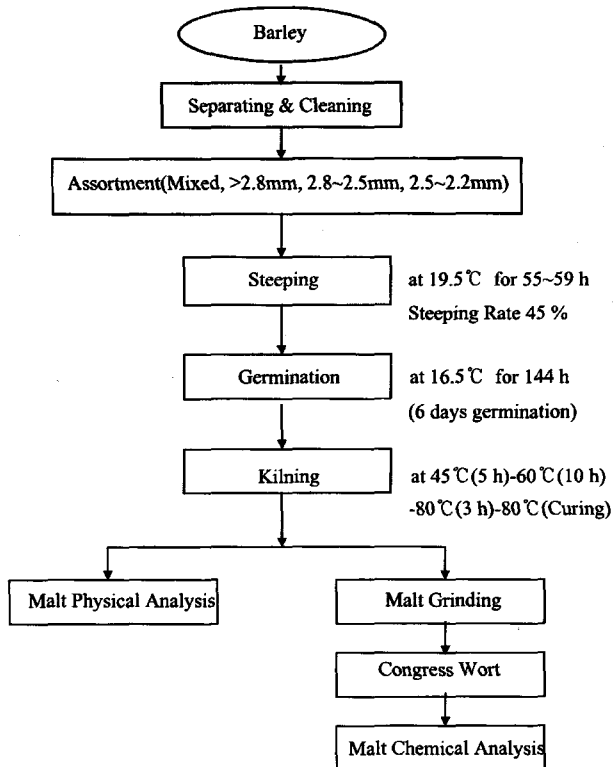 Barley
Separating & Cleaning
Assortment(Mixed, >2.8mm, 2.8~2.5mm, 2.5~2.2mm)
Steeping
at 19.5℃ for 55~59 h
Steeping Rate 45 %
Germination
at 16.5℃ for 144 h
(6 days germination)
Kilning
at 45℃(5 h)-60℃(10 h)
-80℃(3 h)-80℃(Curing)
Malt Physical Analysis
Malt Grinding
Congress Wort
Malt Chemical Analysis